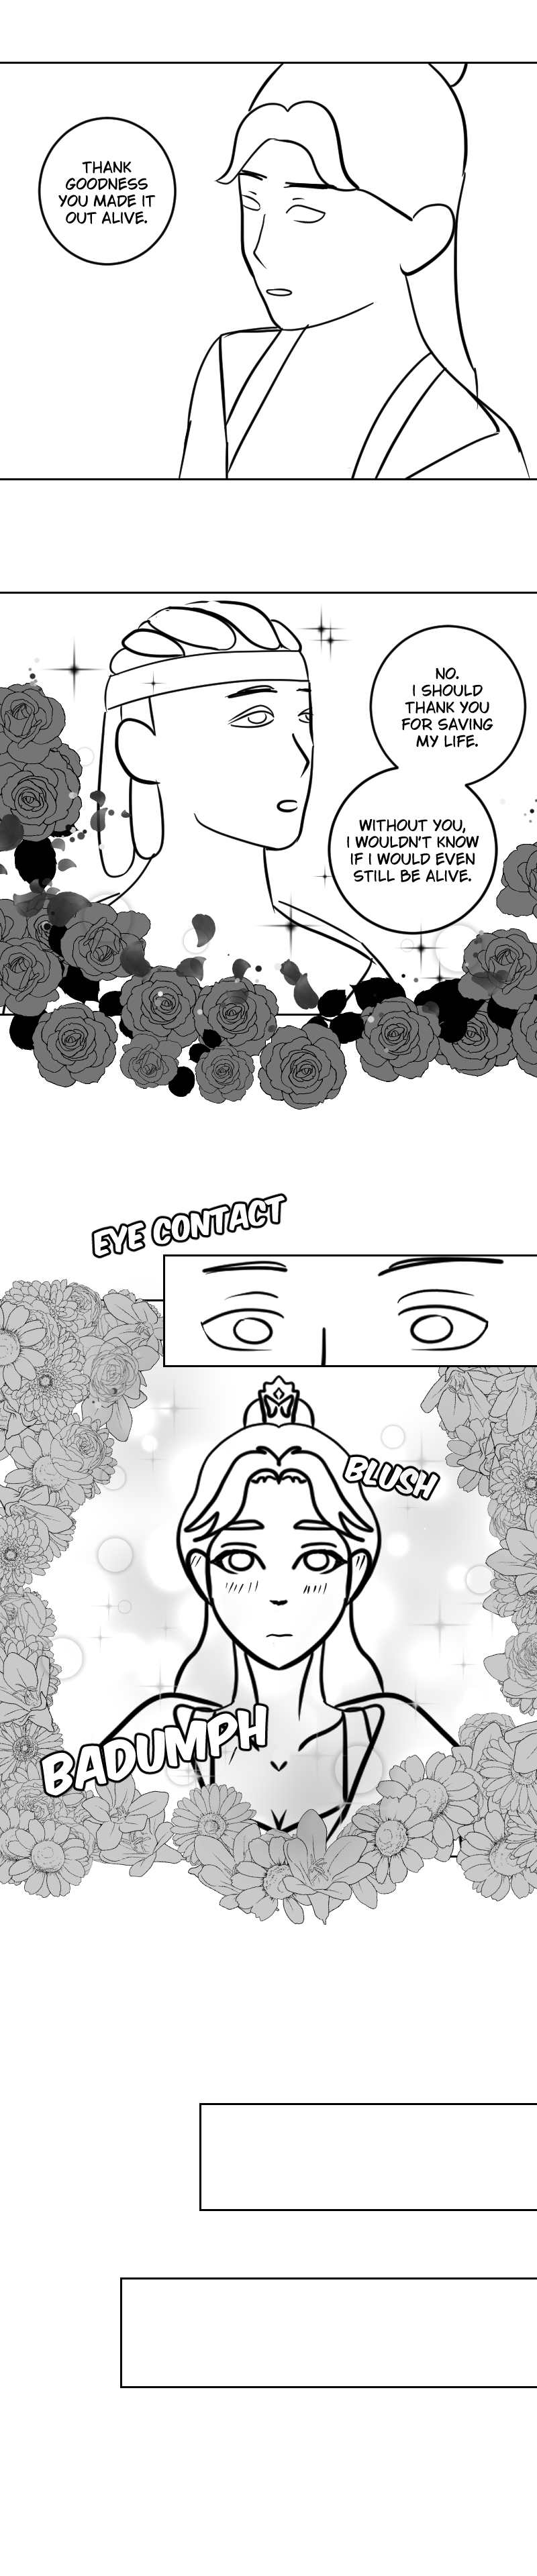 THANK
GOODNESS
YOU MADE IT
OUT ALIVE.
NO.
I SHOULD
THANK YOU
FOR SAVING
MY LIFE.
WITHOUT YOU,
I WOULDN'T KNOW
IF I WOULD EVEN
STILL BE ALIVE.
EYE CONTACT
BLUSH
BADUMPH